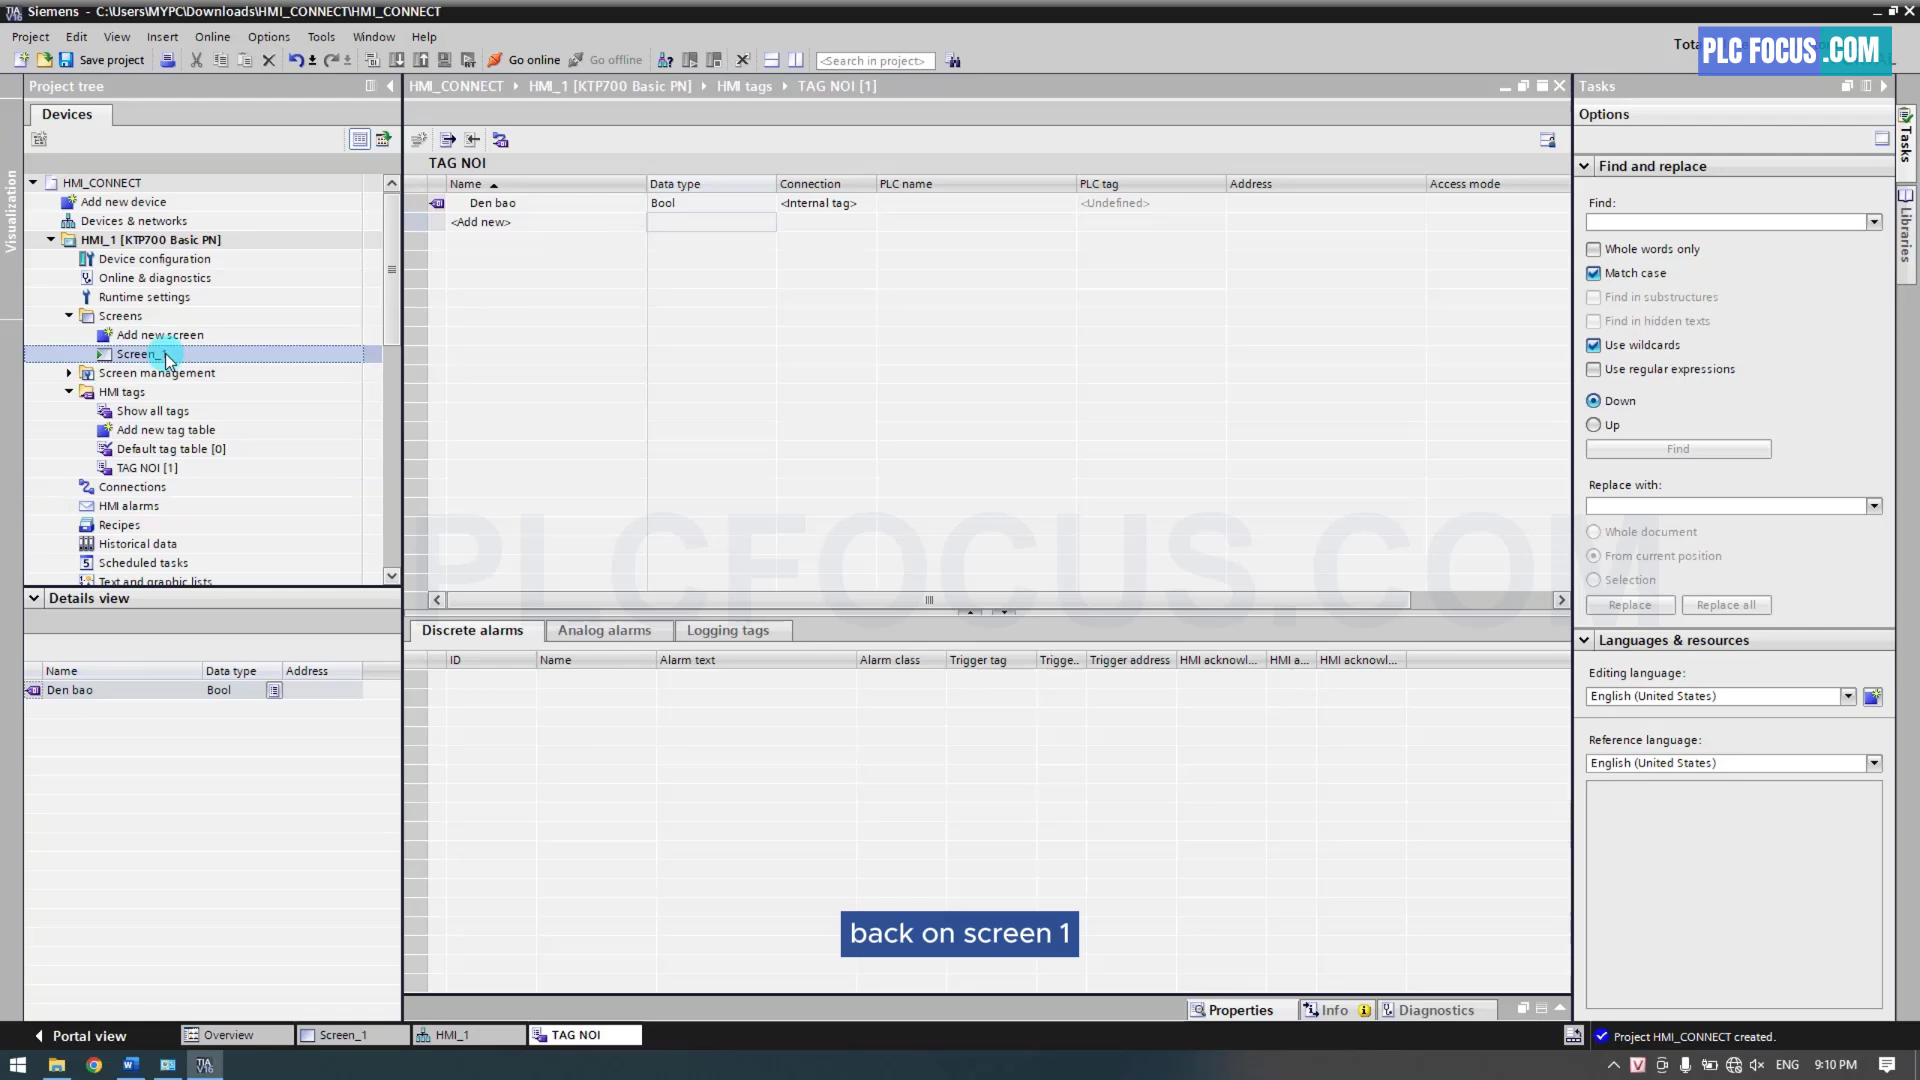 Siemens - C:\Users\MYPC\Downloads\HMI_CONNECT\HMI_CONNECT
Project Edit View Insert Online Options Tools Window Help
PLC FOCUS .COM
Save project
Go online
Go offline
<Search in project>
Project tree
HMI_CONNECT HMI_1 [KTP700 Basic PN] HMI tags TAG NOI [1]
Tasks
Devices
Options
Visualization
Tasks
Libraries
HMI_CONNECT
Add new device
Devices & networks
HMI_1 [KTP700 Basic PN]
Device configuration
Online & diagnostics
Runtime settings
Screens
Add new screen
Screen_1
Screen management
HMI tags
Show all tags
Add new tag table
Default tag table [0]
TAG NOI [1]
Connections
HMI alarms
Recipes
Historical data
Scheduled tasks
Text and graphic lists
TAG NOI
Name Data type Connection PLC name PLC tag Address Access mode
Den bao Bool <Internal tag> <Undefined>
<Add new>
PLCFOCUS.COM
Find and replace
Find:
Whole words only
Match case
Find in substructures
Find in hidden texts
Use wildcards
Use regular expressions
Down
Up
Find
Replace with:
Whole document
From current position
Selection
Replace Replace all
Languages & resources
Editing language:
English (United States)
Reference language:
English (United States)
Details view
Name Data type Address
Den bao Bool
Discrete alarms Analog alarms Logging tags
ID Name Alarm text Alarm class Trigger tag Trigge.. Trigger address HMI acknowl... HMI a... HMI acknowl...
back on screen 1
Properties Info Diagnostics
Portal view Overview Screen_1 HMI_1 TAG NOI
Project HMI_CONNECT created.
ENG 9:10 PM